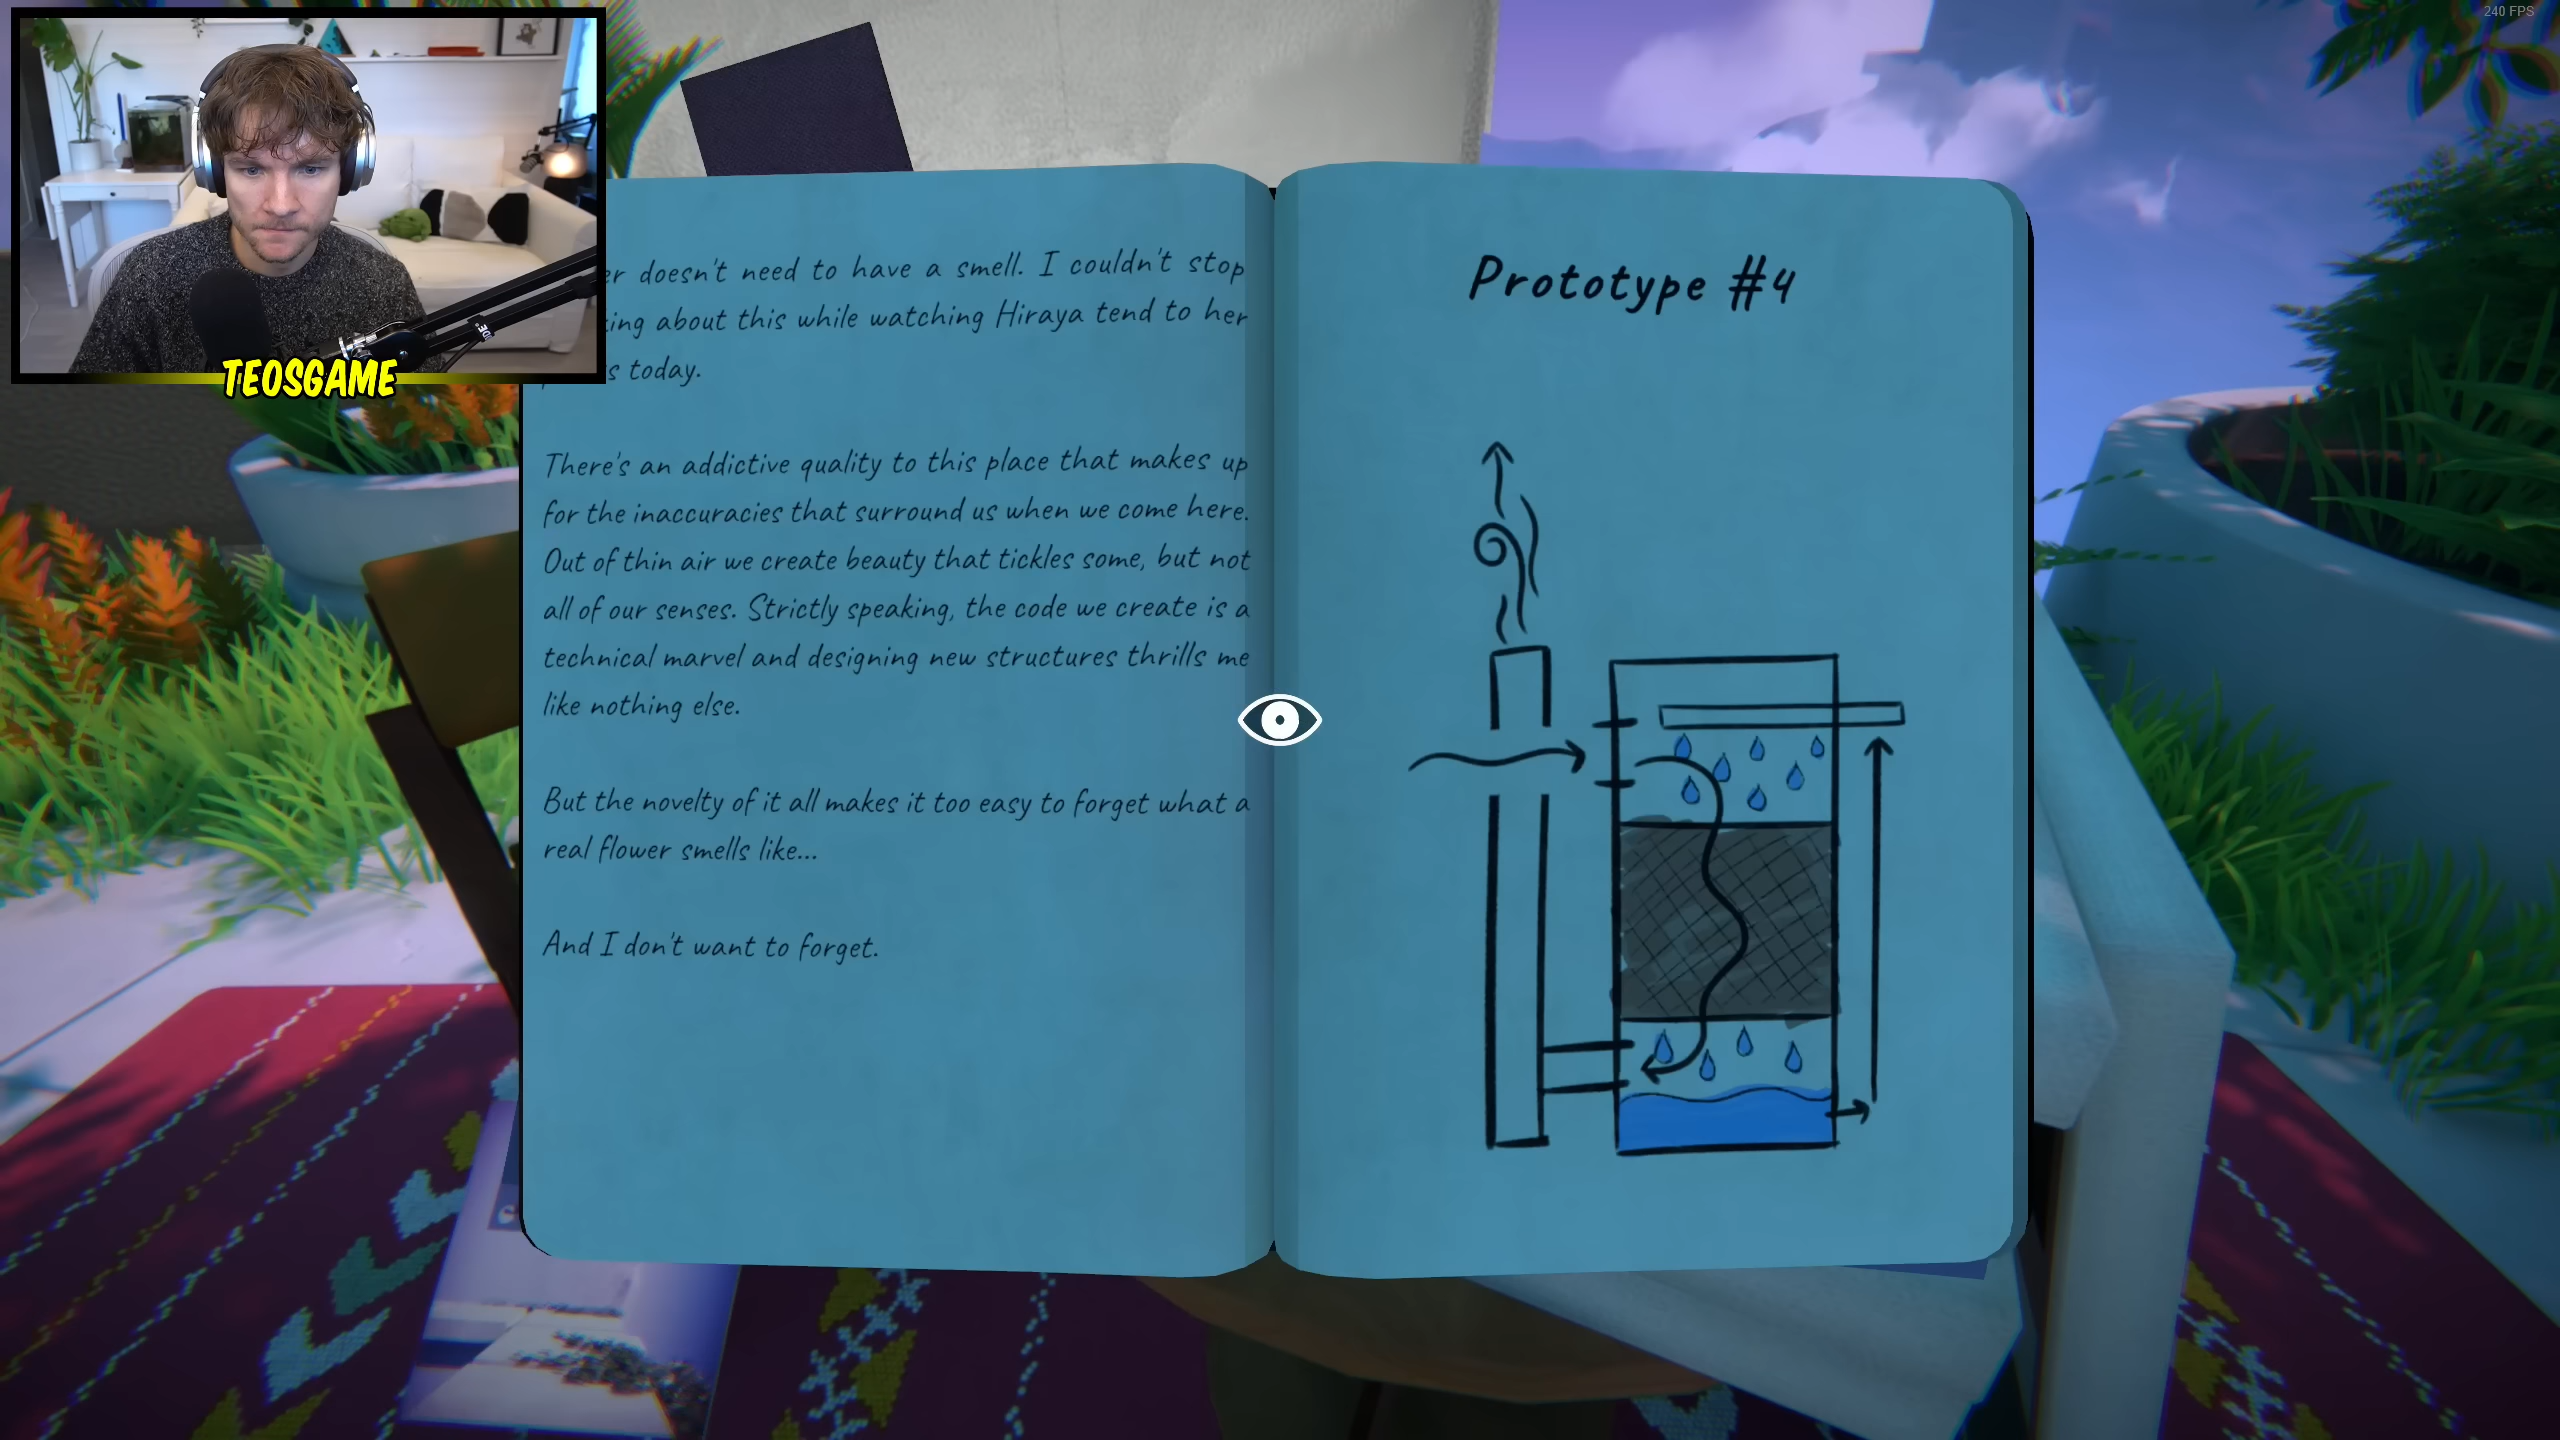 240 FPS
TEOSGAME
doesn't need to have a smell. I couldn't stop
about this while watching Hiraya tend to her
today.
There's an addictive quality to this place that makes up
for the inaccuracies that surround us when we come here.
Out of thin air we create beauty that tickles some, but not
all of our senses. Strictly speaking, the code we create is a
technical marvel and designing new structures thrills me
like nothing else.
But the novelty of it all makes it too easy to forget what a
real flower smells like...
And I don't want to forget.
Prototype #4